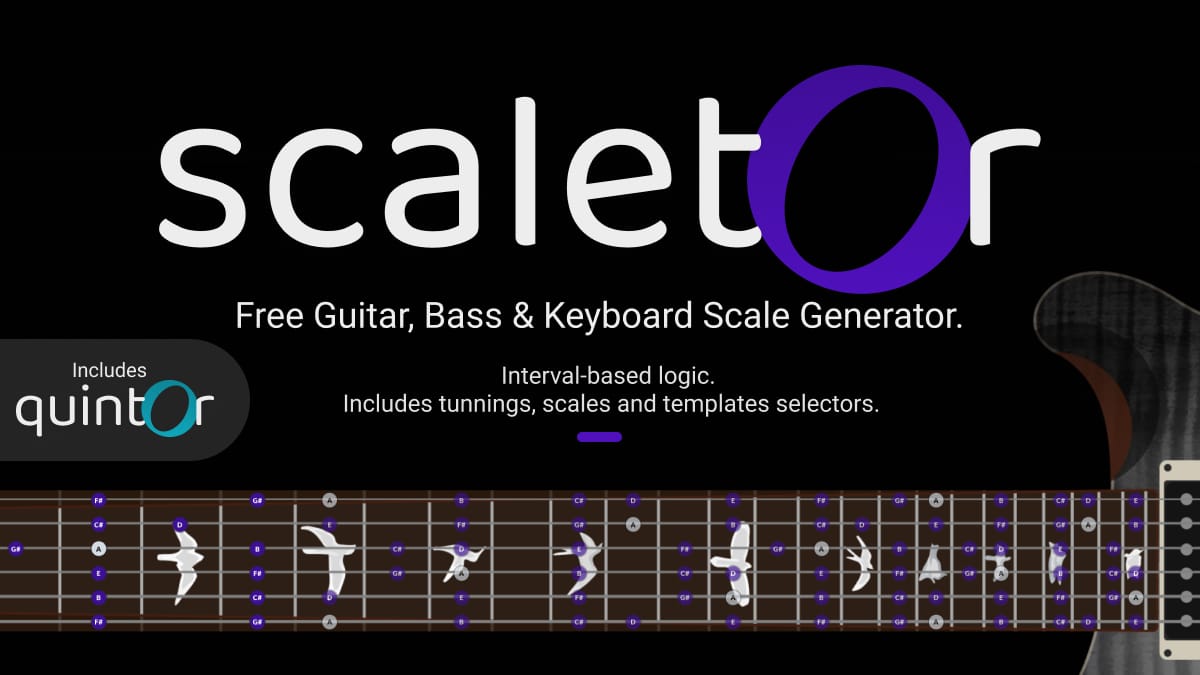 scaletOr
Free Guitar, Bass & Keyboard Scale Generator.
Includes
quintOr
Interval-based logic.
Includes tunnings, scales and templates selectors.
F# G# A B C# D E F# G# A B C# D E
C# D E F# G# A B C# D E F# G# A B
G# A B C# D E F# G# A B C# D E F#
E F# G# A B C# D E F# G# A B C# D
B C# D E F# G# A B C# D E F# G# A
F# G# A B C# D E F# G# A B C# D E